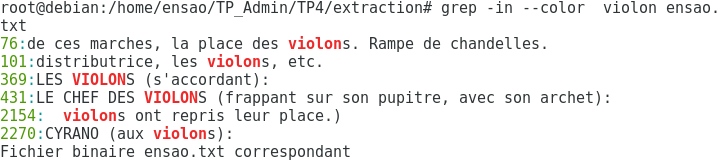 root@debian:/home/ensao/TP_Admin/TP4/extraction# grep -in --color  violon ensao.
txt
76:de ces marches, la place des violons. Rampe de chandelles.
101:distributrice, les violons, etc.
369:LES VIOLONS (s'accordant):
431:LE CHEF DES VIOLONS (frappant sur son pupitre, avec son archet):
2154:  violons ont repris leur place.)
2270:CYRANO (aux violons):
Fichier binaire ensao.txt correspondant